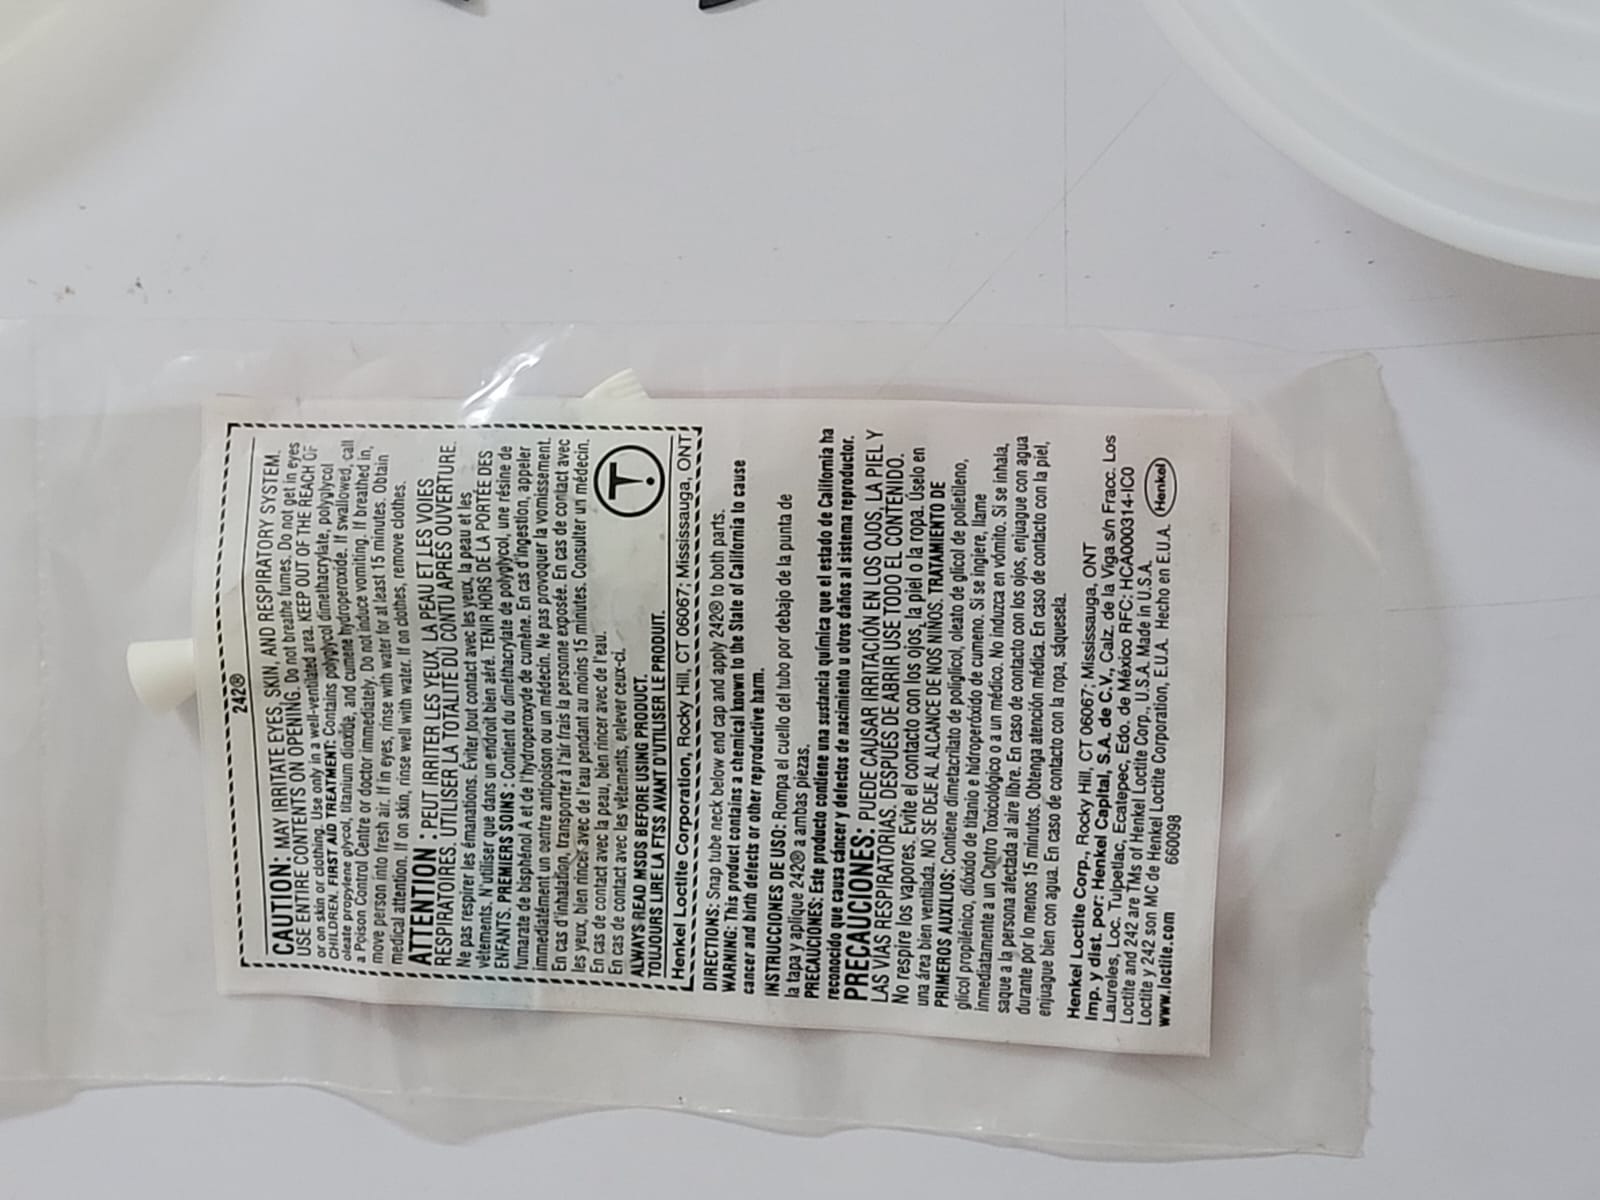 242®
CAUTION: MAY IRRITATE EYES, SKIN, AND RESPIRATORY SYSTEM.
USE ENTIRE CONTENTS ON OPENING. Do not breathe fumes. Do not get in eyes
or on skin or clothing. Use only in a well-ventilated area. KEEP OUT OF THE REACH OF
CHILDREN. FIRST AID TREATMENT: Contains polyglycol dimethacrylate, polyglycol
oleate propylene glycol, titanium dioxide, and cumene hydroperoxide. If swallowed, call
a Poison Control Centre or doctor immediately. Do not induce vomiting. If breathed in,
move person into fresh air. If in eyes, rinse with water for at least 15 minutes. Obtain
medical attention. If on skin, rinse well with water. If on clothes, remove clothes.
ATTENTION : PEUT IRRITER LES YEUX, LA PEAU ET LES VOIES
RESPIRATOIRES. UTILISER LA TOTALITÉ DU CONTU APRÈS OUVERTURE.
Ne pas respirer les émanations. Éviter tout contact avec les yeux, la peau et les
vêtements. N'utiliser que dans un endroit bien aéré. TENIR HORS DE LA PORTÉE DES
ENFANTS. PREMIERS SOINS : Contient du diméthacrylate de polyglycol, une résine de
fumarate de bisphénol A et de l'hydroperoxyde de cumène. En cas d'ingestion, appeler
immediatément un centre antipoison ou un médecin. Ne pas provoquer la vomissement.
En cas d'inhalation, transporter à l'air frais la personne exposée. En cas de contact avec
les yeux, bien rincer avec de l'eau pendant au moins 15 minutes. Consulter un médecin.
En cas de contact avec la peau, bien rincer avec de l'eau.
En cas de contact avec les vêtements, enlever ceux-ci.
ALWAYS READ MSDS BEFORE USING PRODUCT.
TOUJOURS LIRE LA FTSS AVANT D'UTILISER LE PRODUIT.
Henkel Loctite Corporation, Rocky Hill, CT 06067; Mississauga, ONT
DIRECTIONS: Snap tube neck below end cap and apply 242® to both parts.
WARNING: This product contains a chemical known to the State of California to cause
cancer and birth defects or other reproductive harm.
INSTRUCCIONES DE USO: Rompa el cuello del tubo por debajo de la punta de
la tapa y aplique 242® a ambas piezas.
PRECAUCIONES: Este producto contiene una sustancia química que el estado de California ha
reconocido que causa cáncer y defectos de nacimiento u otros daños al sistema reproductor.
PRECAUCIONES: PUEDE CAUSAR IRRITACIÓN EN LOS OJOS, LA PIEL Y
LAS VÍAS RESPIRATORIAS. DESPUÉS DE ABRIR USE TODO EL CONTENIDO.
No respire los vapores. Evite el contacto con los ojos, la piel o la ropa. Úselo en
una área bien ventilada. NO SE DEJE AL ALCANCE DE NOS NIÑOS. TRATAMIENTO DE
PRIMEROS AUXILIOS: Contiene dimetacrilato de poliglicol, oleato de glicol de polietileno,
glicol propilénico, dióxido de titanio e hidroperóxido de cumeno. Si se ingiere, llame
inmediatamente a un Centro Toxicológico o a un médico. No induzca en vómito. Si se inhala,
saque a la persona afectada al aire libre. En caso de contacto con los ojos, enjuague con agua
durante por lo menos 15 minutos. Obtenga atención médica. En caso de contacto con la piel,
enjuague bien con agua. En caso de contacto con la ropa, sáquesela.
Henkel Loctite Corp., Rocky Hill, CT 06067; Mississauga, ONT
Imp. y dist. por: Henkel Capital, S.A. de C.V., Calz. de la Viga s/n Fracc. Los
Laureles, Loc. Tulpetlac, Ecatepec, Edo. de México RFC: HCA000314-IC0
Loctite and 242 are TMs of Henkel Loctite Corp., U.S.A. Made in U.S.A.
Loctite y 242 son MC de Henkel Loctite Corporation, E.U.A. Hecho en E.U.A. Henkel
www.loctite.com 660098